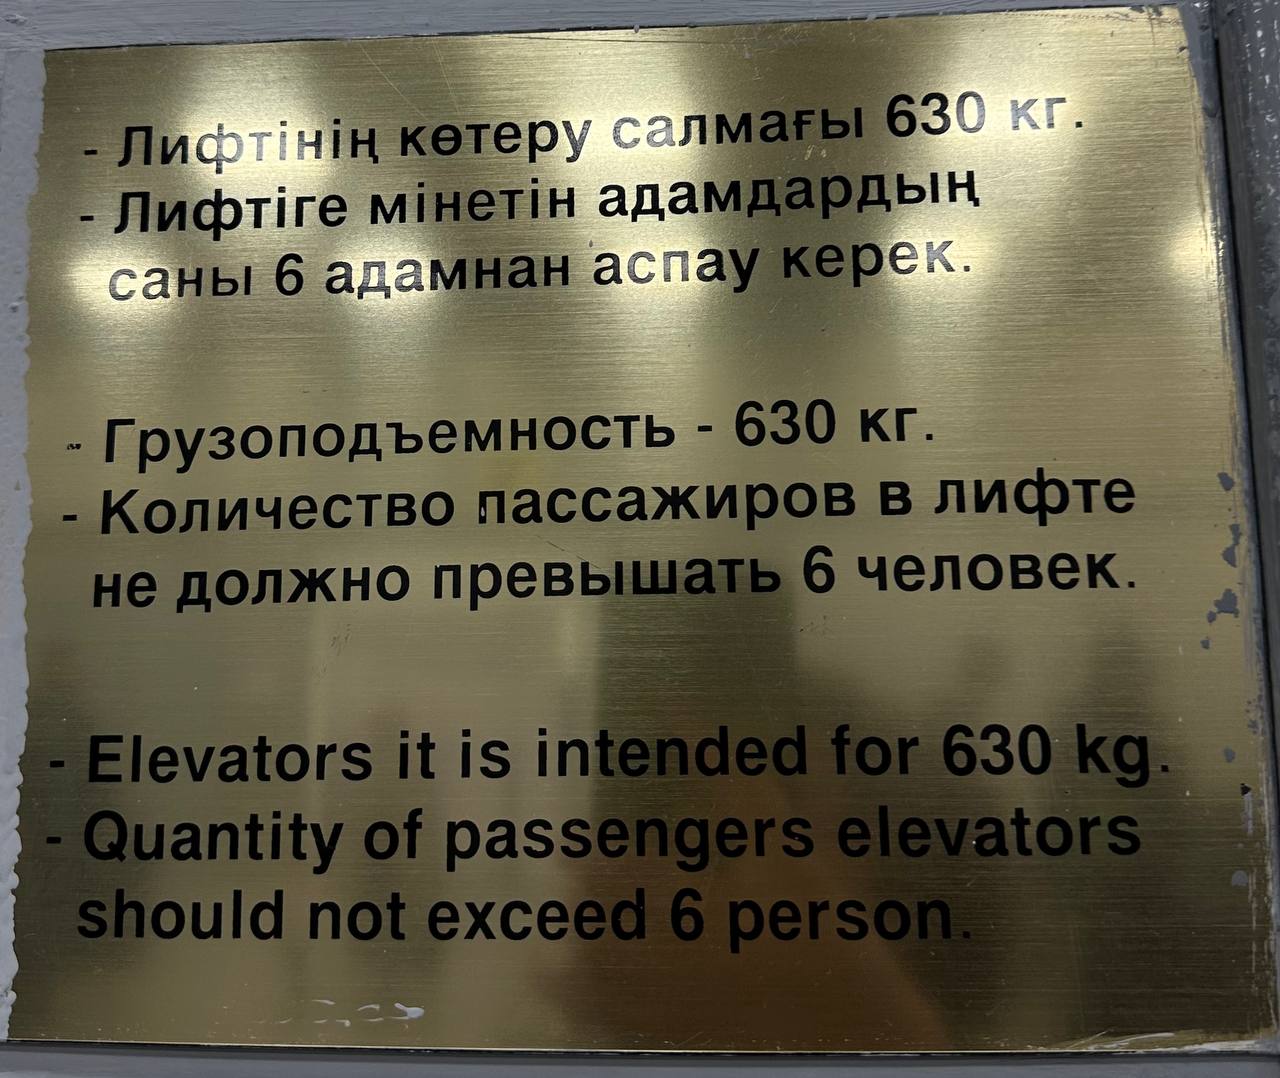 - Лифтінің көтеру салмағы 630 кг.
- Лифтіге мінетін адамдардың
саны 6 адамнан аспау керек.
- Грузоподъемность - 630 кг.
- Количество пассажиров в лифте
не должно превышать 6 человек.
- Elevators it is intended for 630 kg.
- Quantity of passengers elevators
should not exceed 6 person.